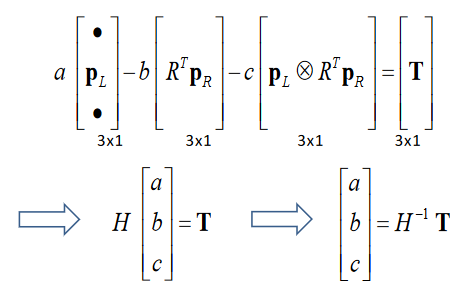 a [p_L] − b [R^T p_R] − c [p_L ⊗ R^T p_R] = [T]
3x1 3x1 3x1 3x1
H [a b c] = T [a b c] = H^{-1} T